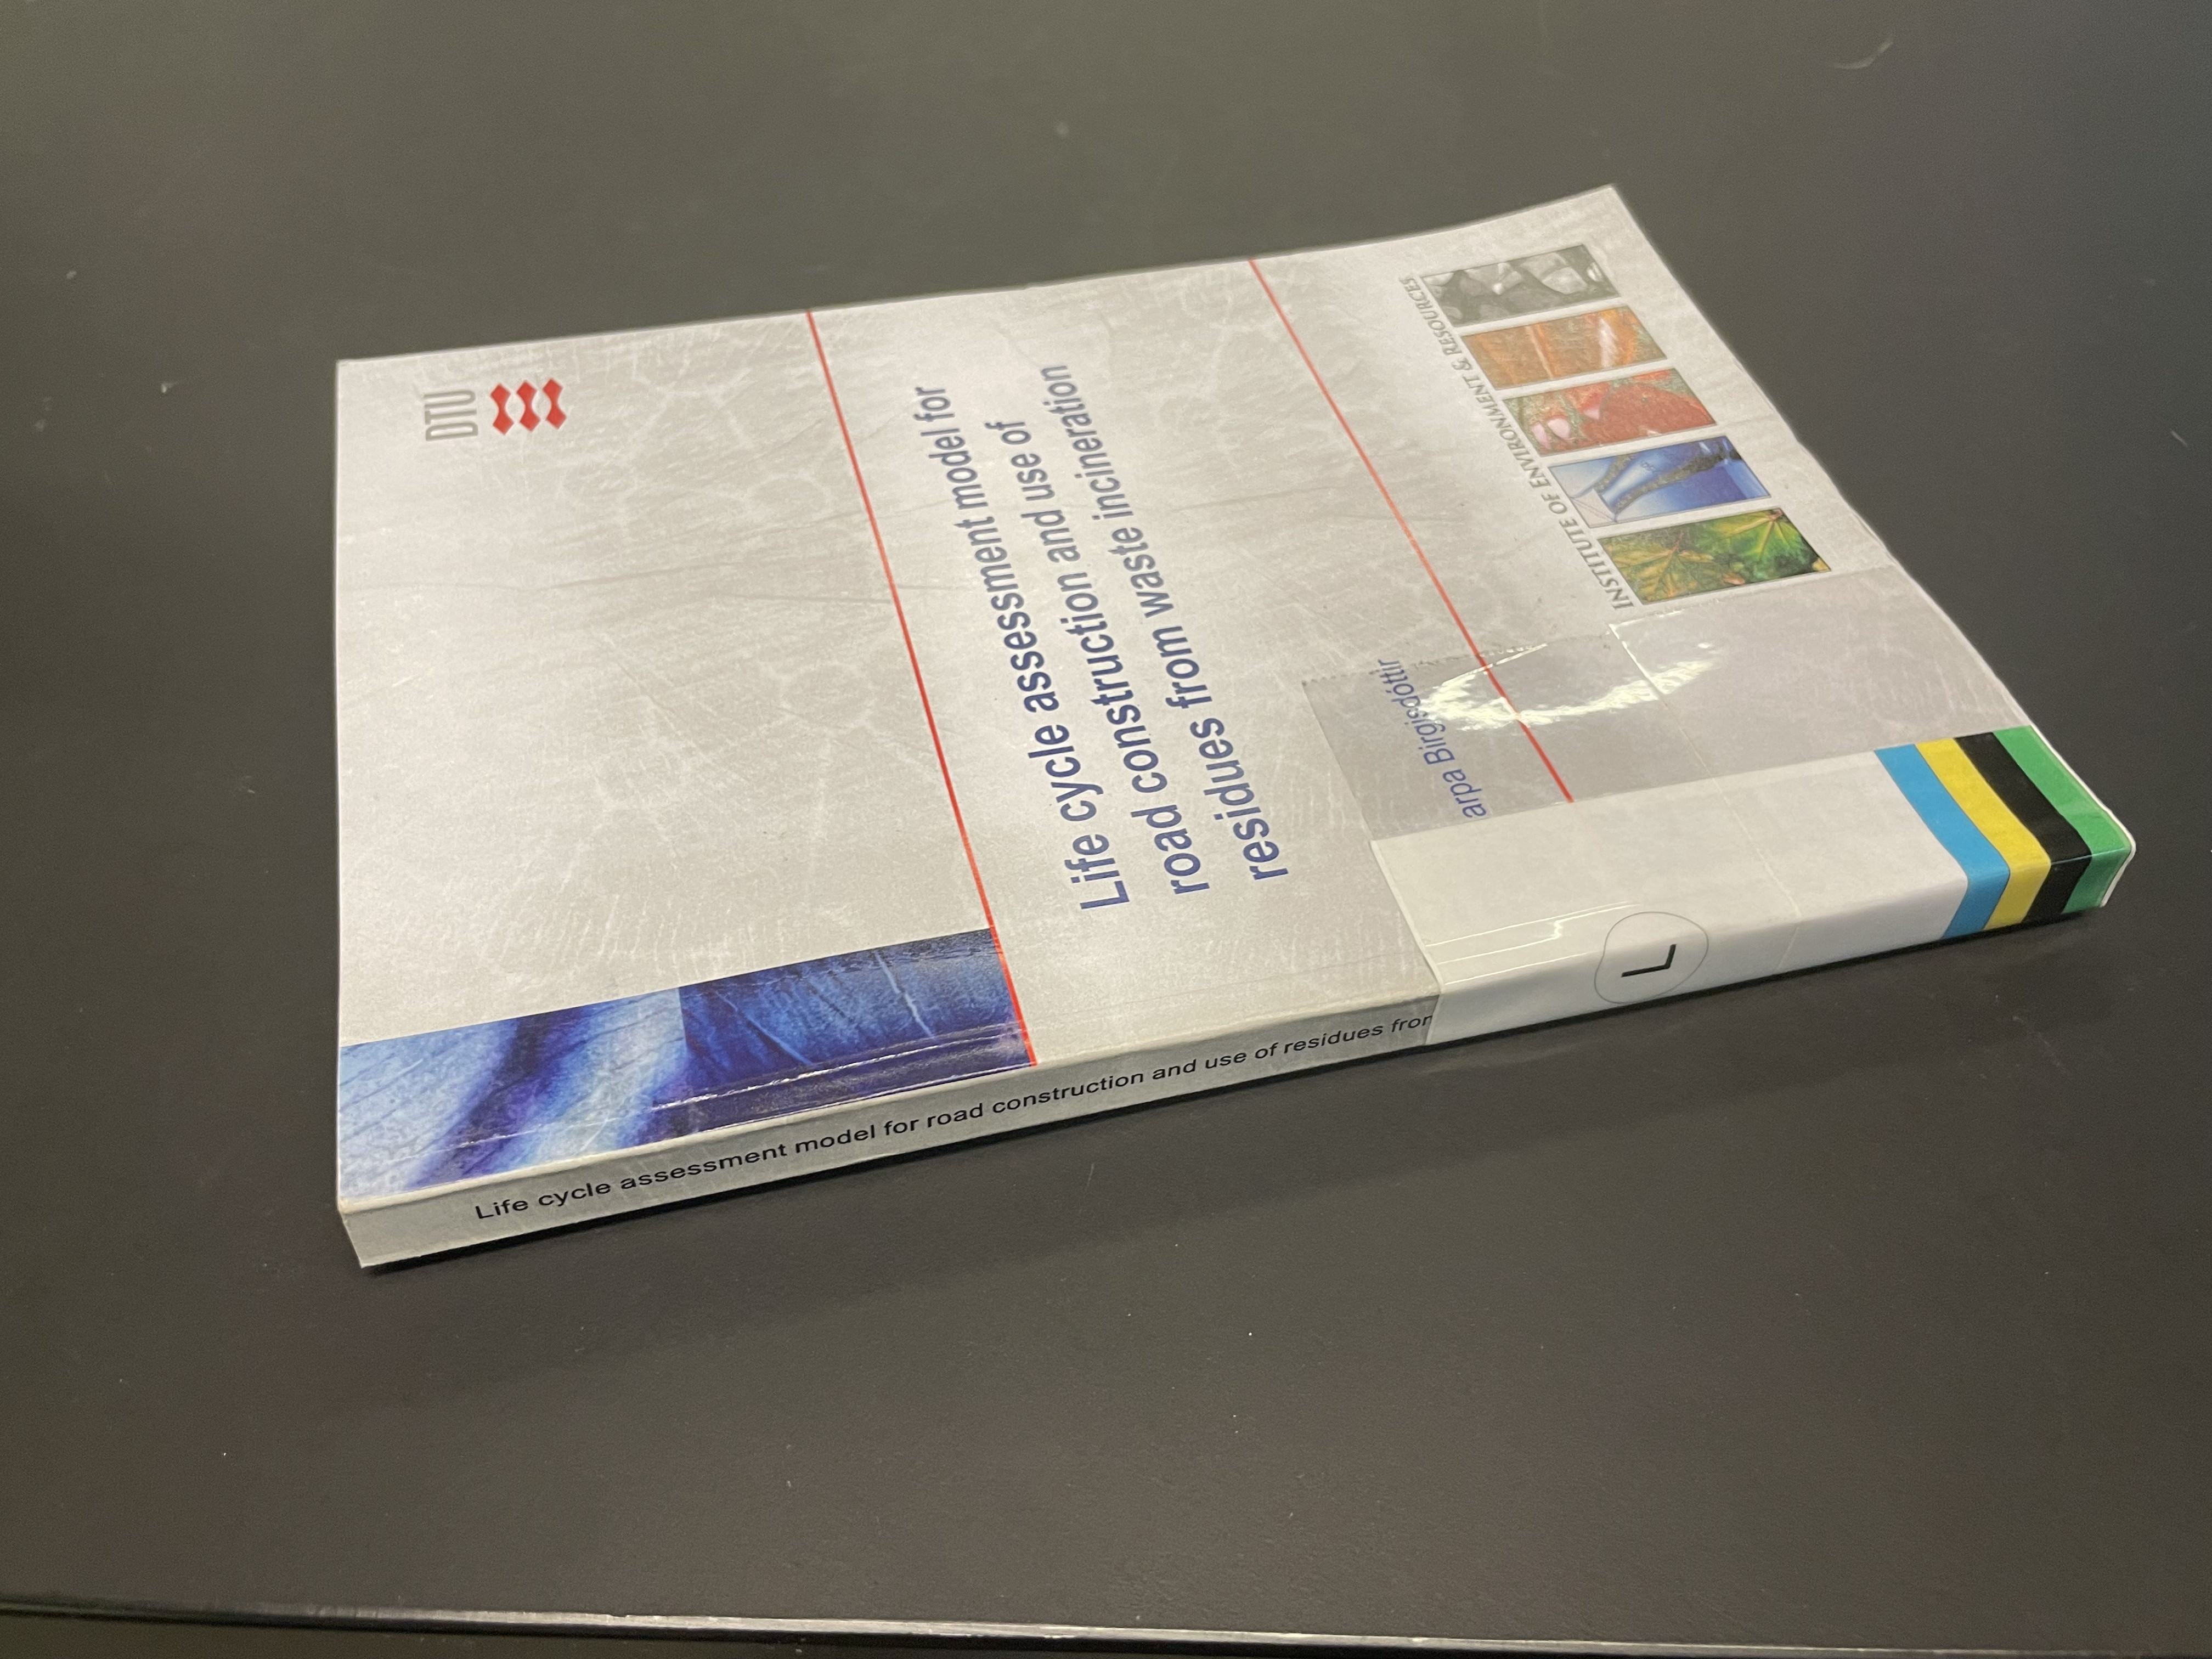 DTU
Life cycle assessment model for
road construction and use of
residues from waste incineration
arpa Birgisdóttir
INSTITUTE OF ENVIRONMENT & RESOURCES
Life cycle assessment model for road construction and use of residues from
L